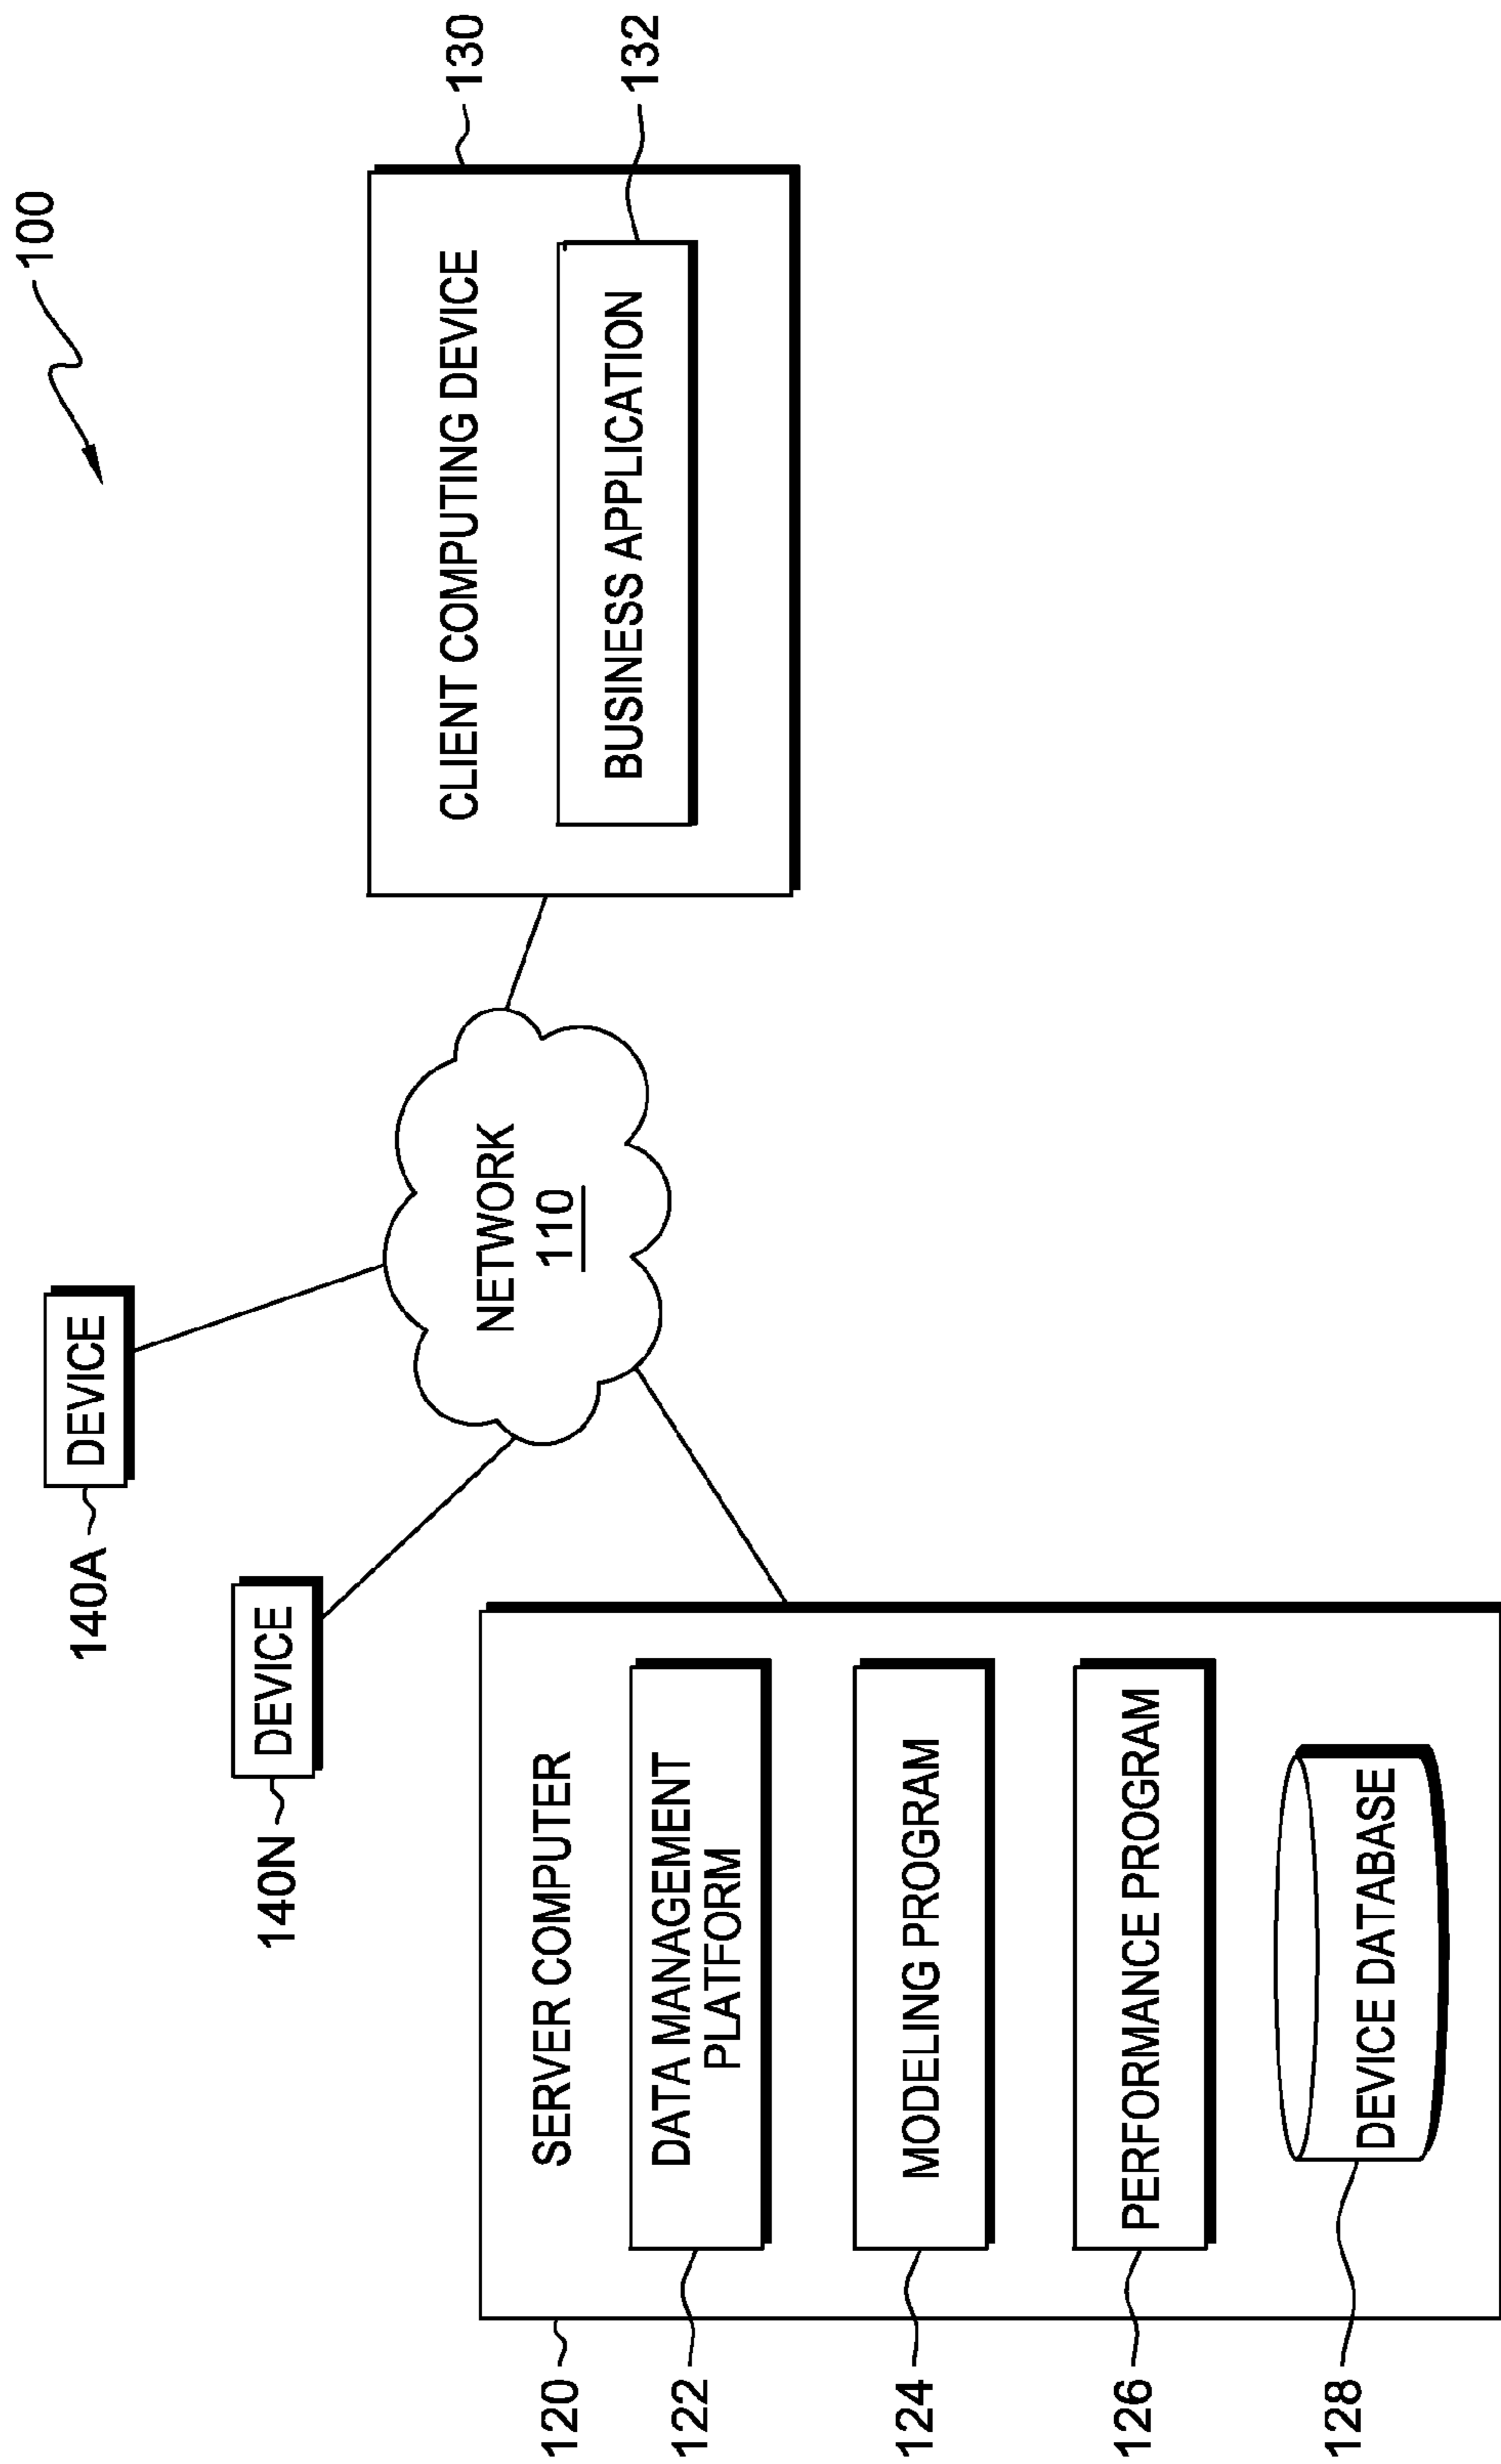 100
140A
DEVICE
140N
DEVICE
NETWORK
110
120
SERVER COMPUTER
122
DATA MANAGEMENT
PLATFORM
124
MODELING PROGRAM
126
PERFORMANCE PROGRAM
128
DEVICE DATABASE
130
CLIENT COMPUTING DEVICE
132
BUSINESS APPLICATION